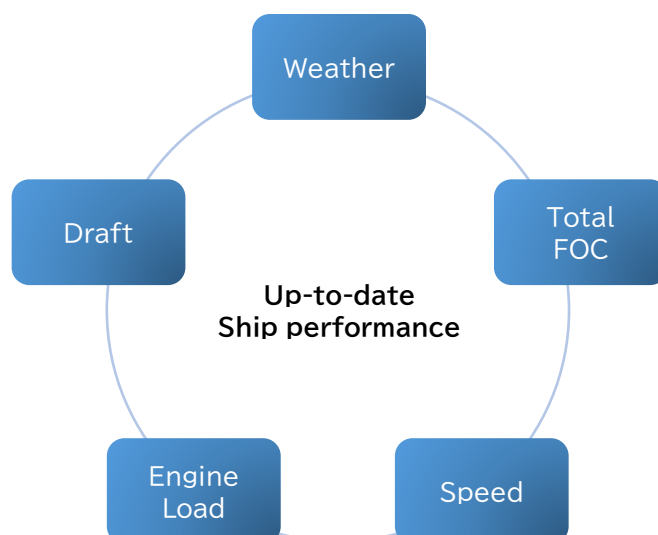 Weather
Total
FOC
Draft
Up-to-date
Ship performance
Engine
Load
Speed